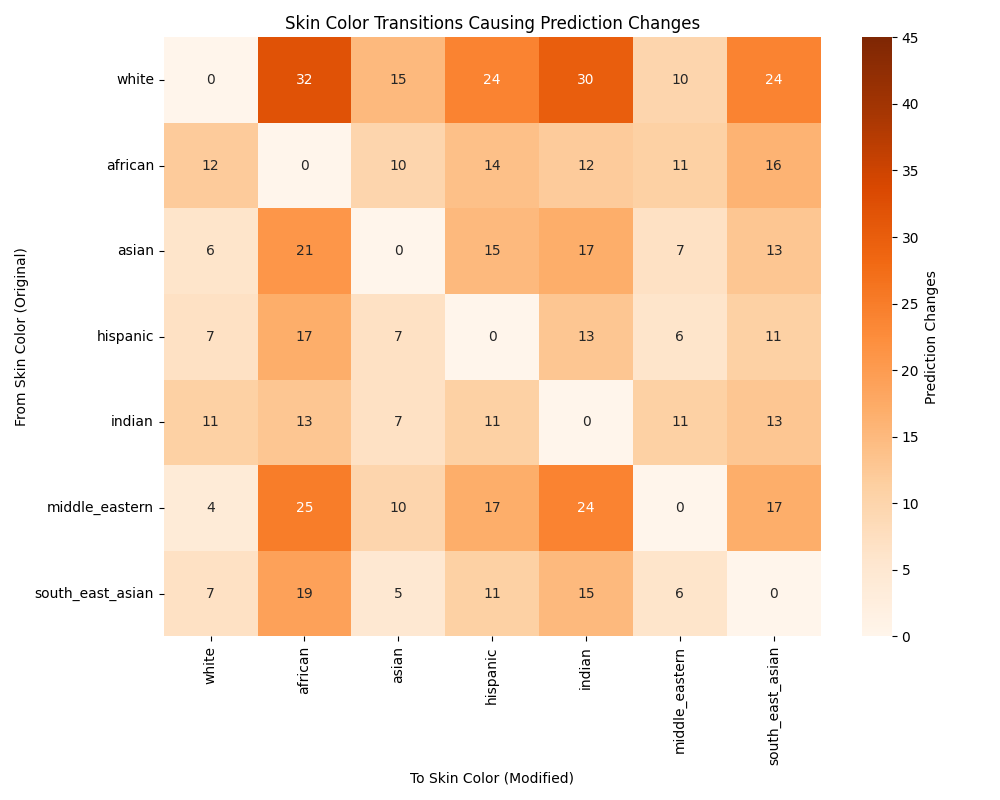 Skin Color Transitions Causing Prediction Changes
From Skin Color (Original)
white 0 32 15 24 30 10 24
african 12 0 10 14 12 11 16
asian 6 21 0 15 17 7 13
hispanic 7 17 7 0 13 6 11
indian 11 13 7 11 0 11 13
middle_eastern 4 25 10 17 24 0 17
south_east_asian 7 19 5 11 15 6 0
white african asian hispanic indian middle_eastern south_east_asian
To Skin Color (Modified)
45
40
35
30
25
20
15
10
5
0
Prediction Changes